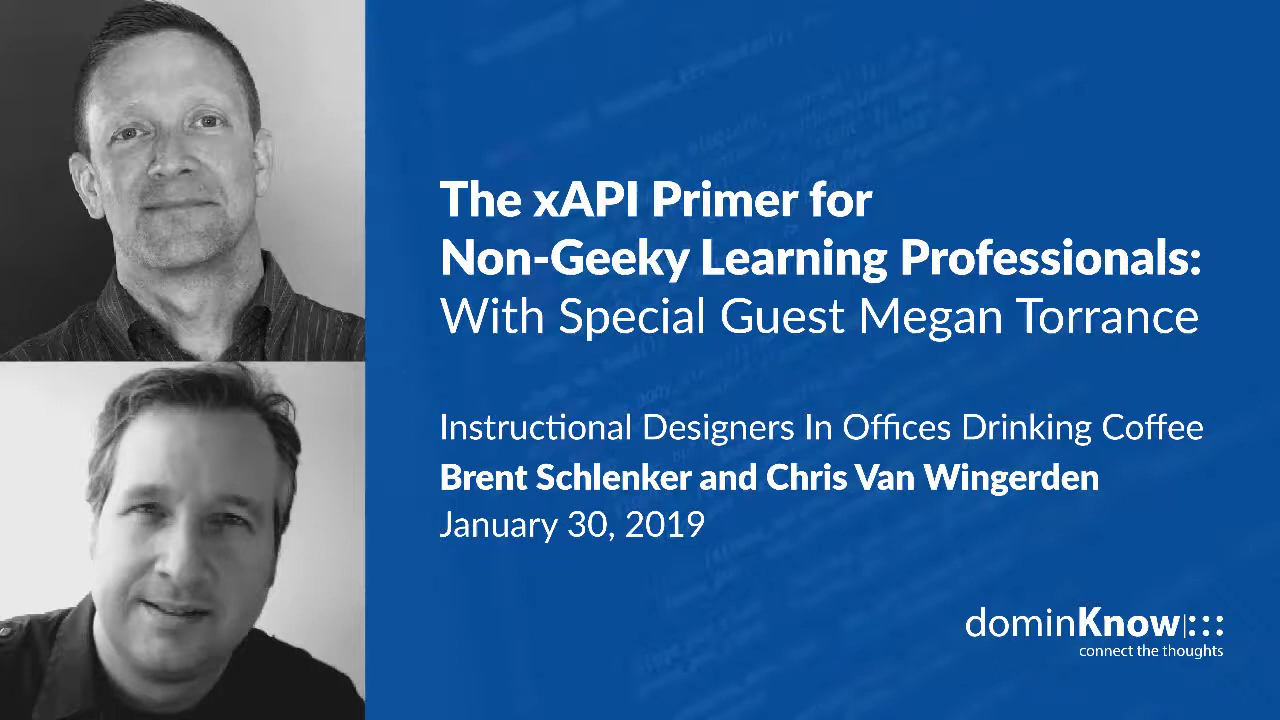 The xAPI Primer for
Non-Geeky Learning Professionals:
With Special Guest Megan Torrance
Instructional Designers In Offices Drinking Coffee
Brent Schlenker and Chris Van Wingerden
January 30, 2019
dominKnow|:::
connect the thoughts